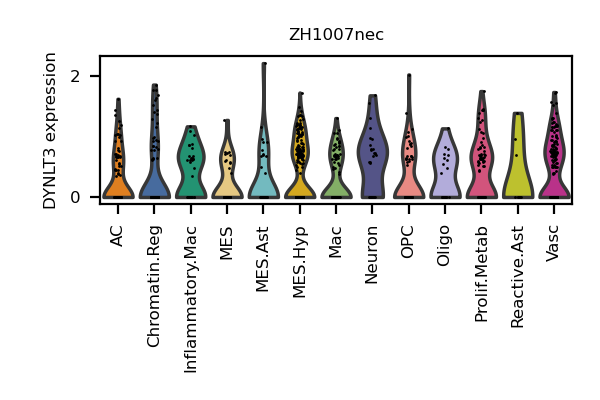 ZH1007nec
DYNLT3 expression
2
0
AC
Chromatin.Reg
Inflammatory.Mac
MES
MES.Ast
MES.Hyp
Mac
Neuron
OPC
Oligo
Prolif.Metab
Reactive.Ast
Vasc